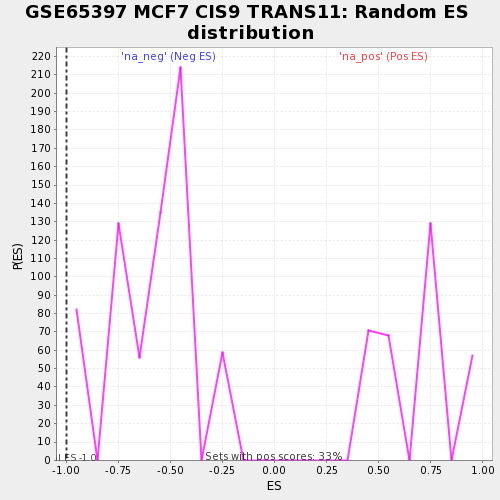 GSE65397 MCF7 CIS9 TRANS11: Random ES
distribution
'na_neg' (Neg ES)
'na_pos' (Pos ES)
220
210
200
190
180
170
160
150
140
130
120
110
100
90
80
70
60
50
40
30
20
10
0
P(ES)
ES -1.0
Sets with pos scores: 33%
-1.00 -0.75 -0.50 -0.25 0.00 0.25 0.50 0.75 1.00
ES